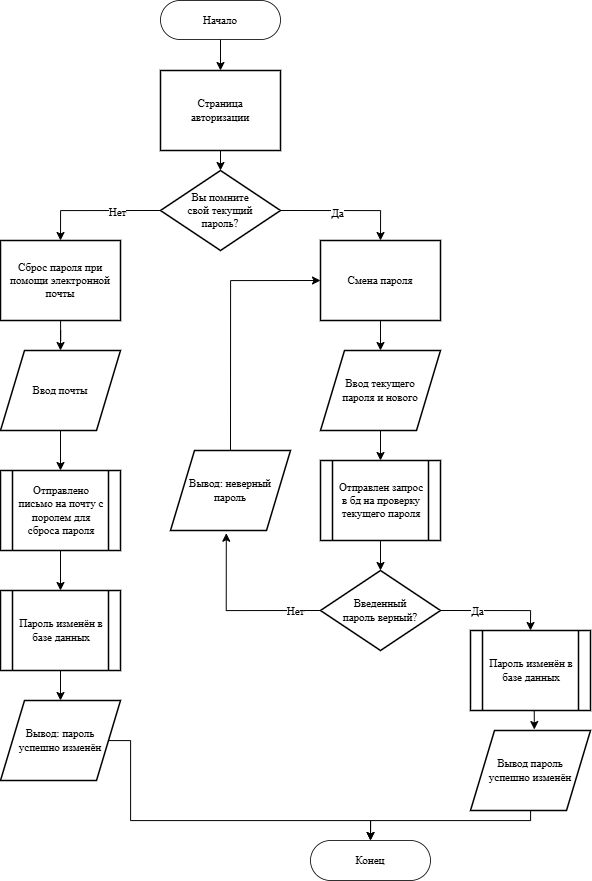 Начало
Страница
авторизации
Вы помните
свой текущий
пароль?
Нет
Да
Сброс пароля при
помощи электронной
почты
Смена пароля
Ввод почты
Ввод текущего
пароля и нового
Отправлено
письмо на почту с
поролем для
сброса пароля
Вывод: неверный
пароль
Отправлен запрос
в бд на проверку
текущего пароля
Пароль изменён в
базе данных
Нет
Введенный
пароль верный?
Да
Пароль изменён в
базе данных
Вывод: пароль
успешно изменён
Вывод пароль
успешно изменён
Конец